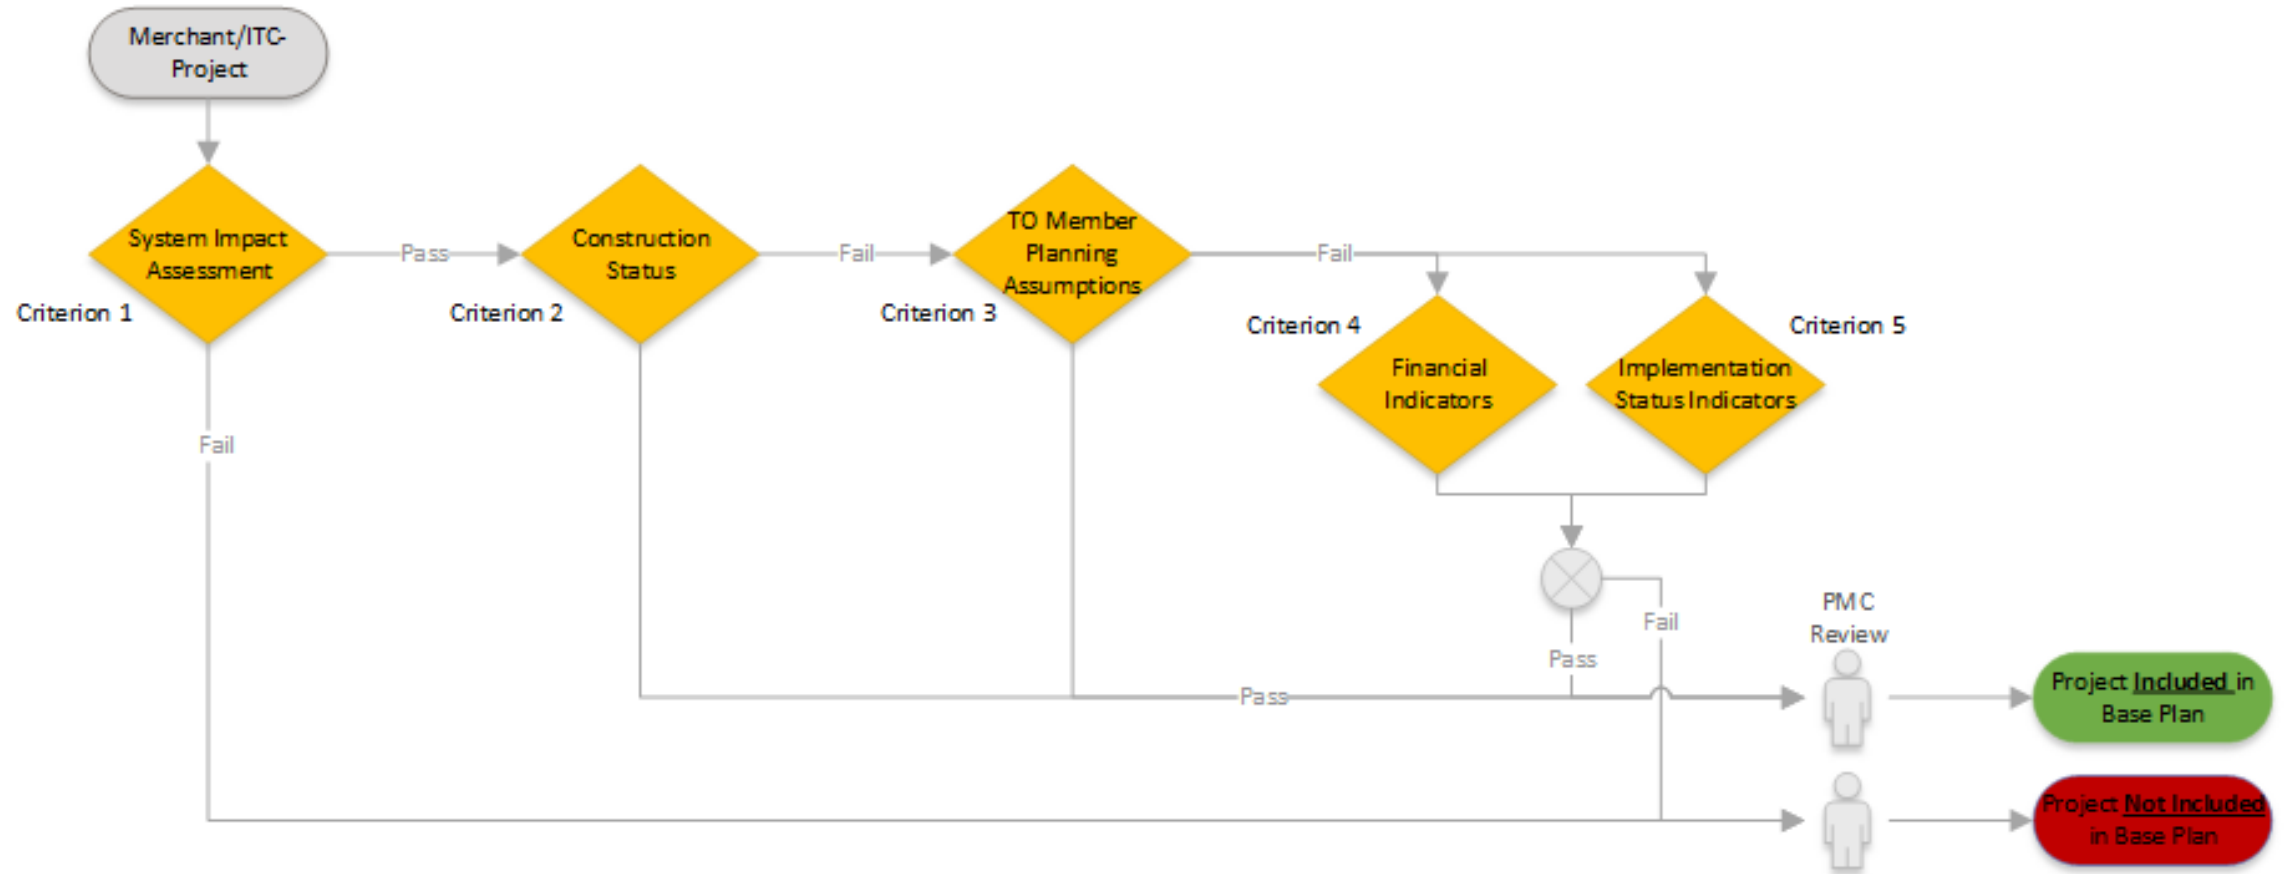 Merchant/ITC-
Project
System Impact
Assessment
Criterion 1
Pass
Construction
Status
Criterion 2
Fail
TO Member
Planning
Assumptions
Criterion 3
Fail
Criterion 4
Financial
Indicators
Criterion 5
Implementation
Status Indicators
Fail
Fail
Pass
Pass
PMC
Review
Project Included in
Base Plan
Project Not Included
in Base Plan